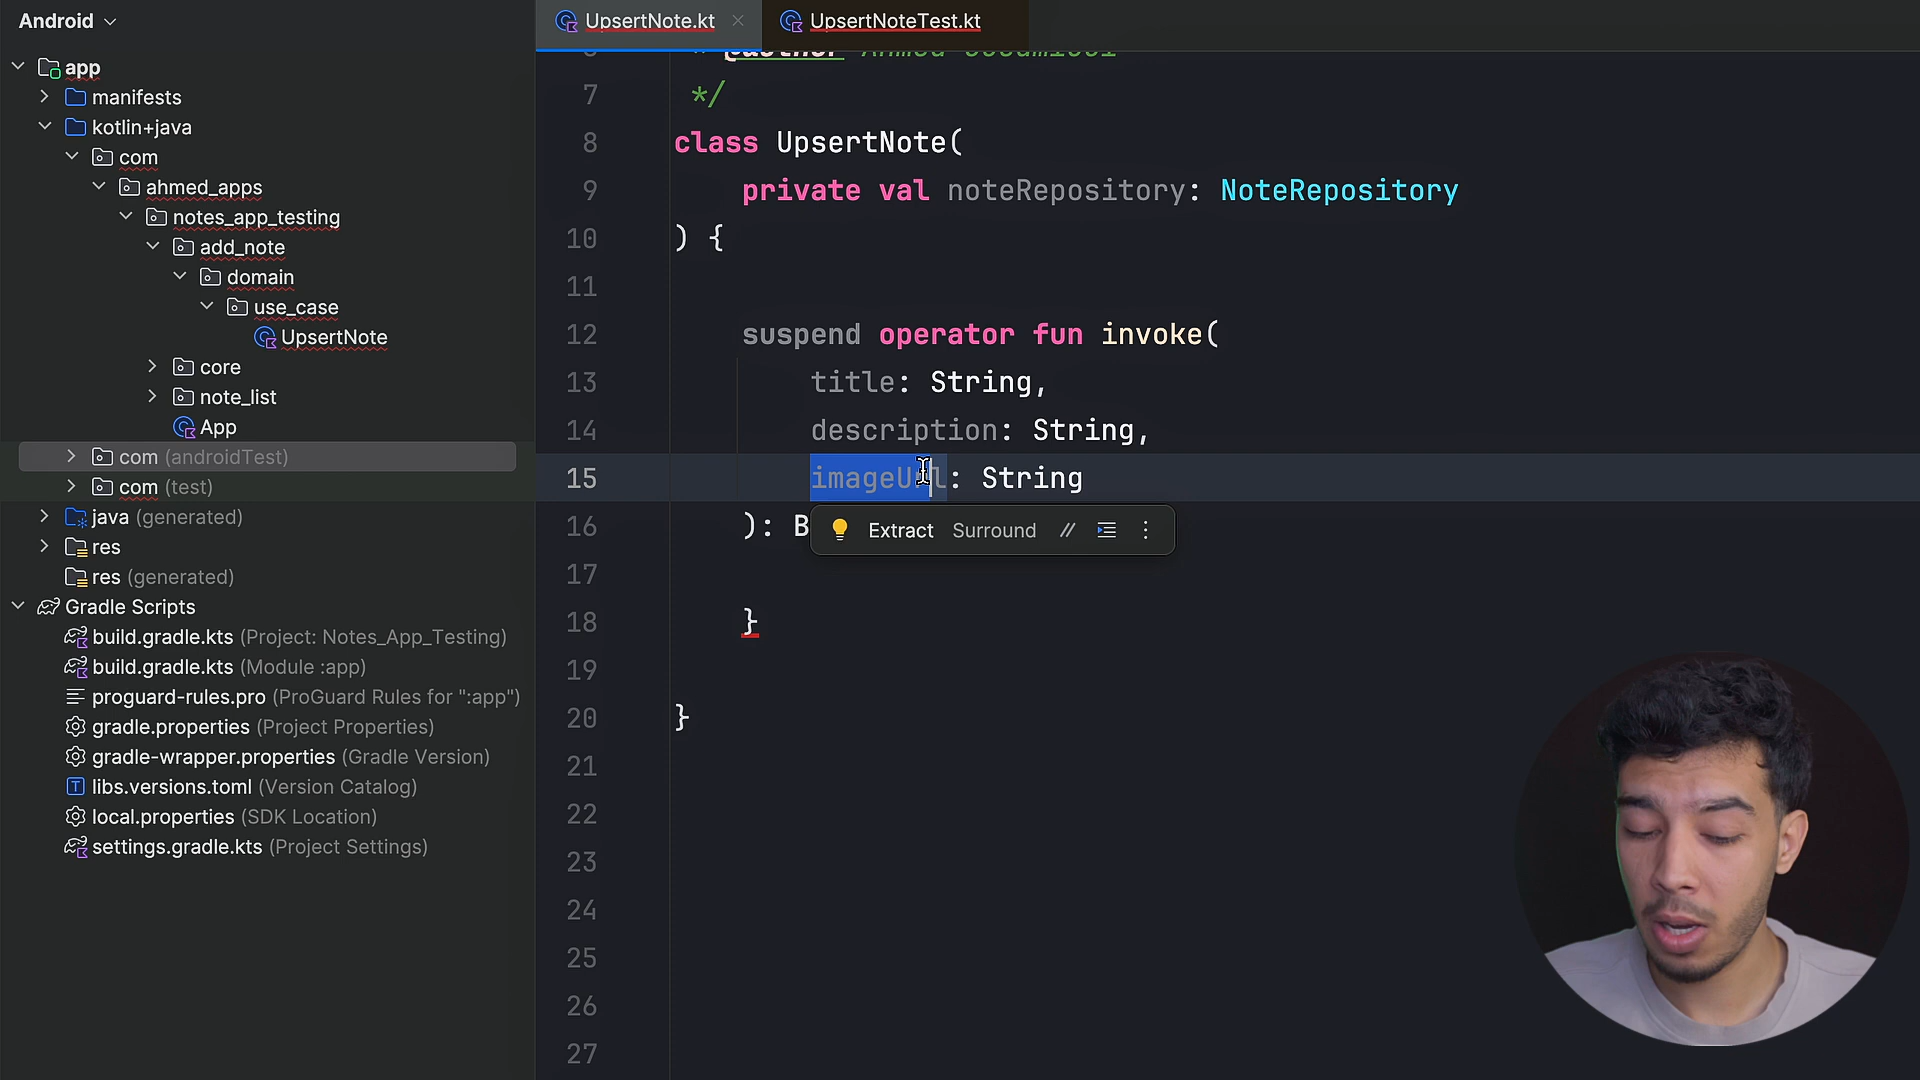 Android
app
manifests
kotlin+java
com
ahmed_apps
notes_app_testing
add_note
domain
use_case
UpsertNote
core
note_list
App
com (androidTest)
com (test)
java (generated)
res
res (generated)
Gradle Scripts
build.gradle.kts (Project: Notes_App_Testing)
build.gradle.kts (Module :app)
proguard-rules.pro (ProGuard Rules for ":app")
gradle.properties (Project Properties)
gradle-wrapper.properties (Gradle Version)
libs.versions.toml (Version Catalog)
local.properties (SDK Location)
settings.gradle.kts (Project Settings)
UpsertNote.kt
UpsertNoteTest.kt
7 */
8 class UpsertNote(
9 private val noteRepository: NoteRepository
10 ) {
11
12 suspend operator fun invoke(
13 title: String,
14 description: String,
15 imageUrl: String
16 ): B
Extract Surround //
17
18 }
19
20 }
21
22
23
24
25
26
27